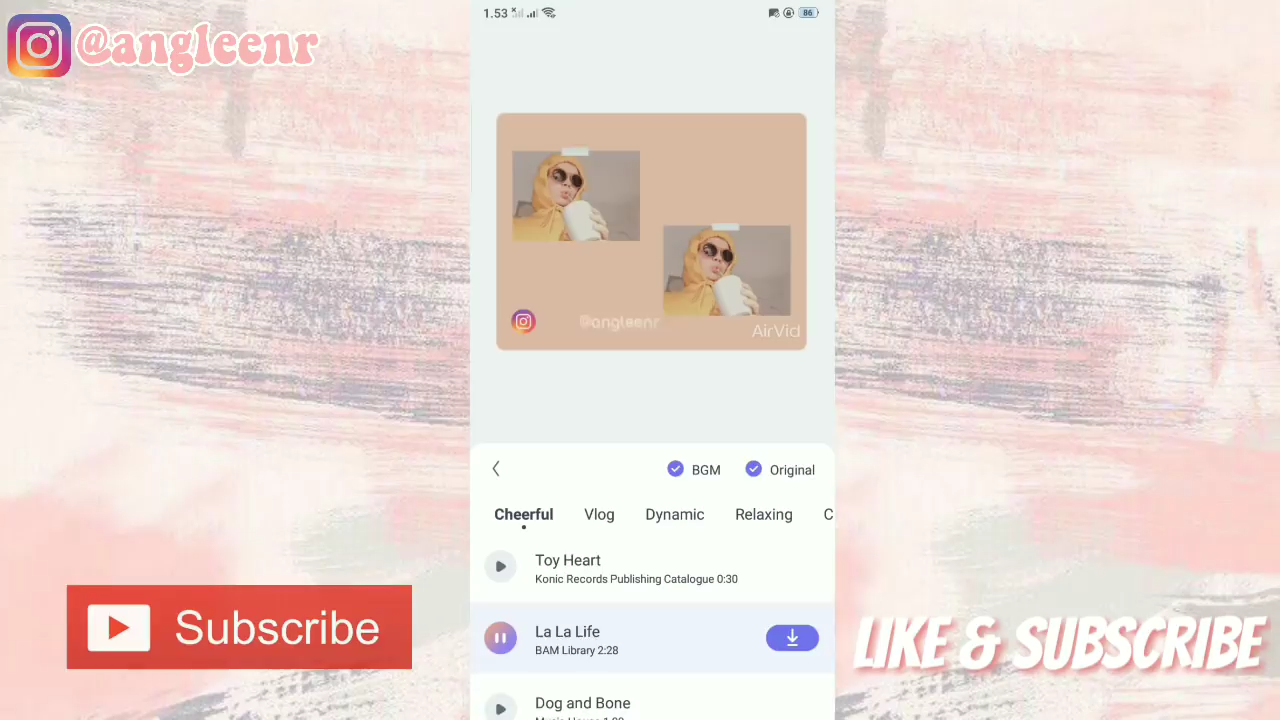 @angleenr
1.53
86
@angleenr
AirVid
BGM Original
Cheerful Vlog Dynamic Relaxing C
Toy Heart
Konic Records Publishing Catalogue 0:30
La La Life
BAM Library 2:28
Dog and Bone
Subscribe
LIKE & SUBSCRIBE